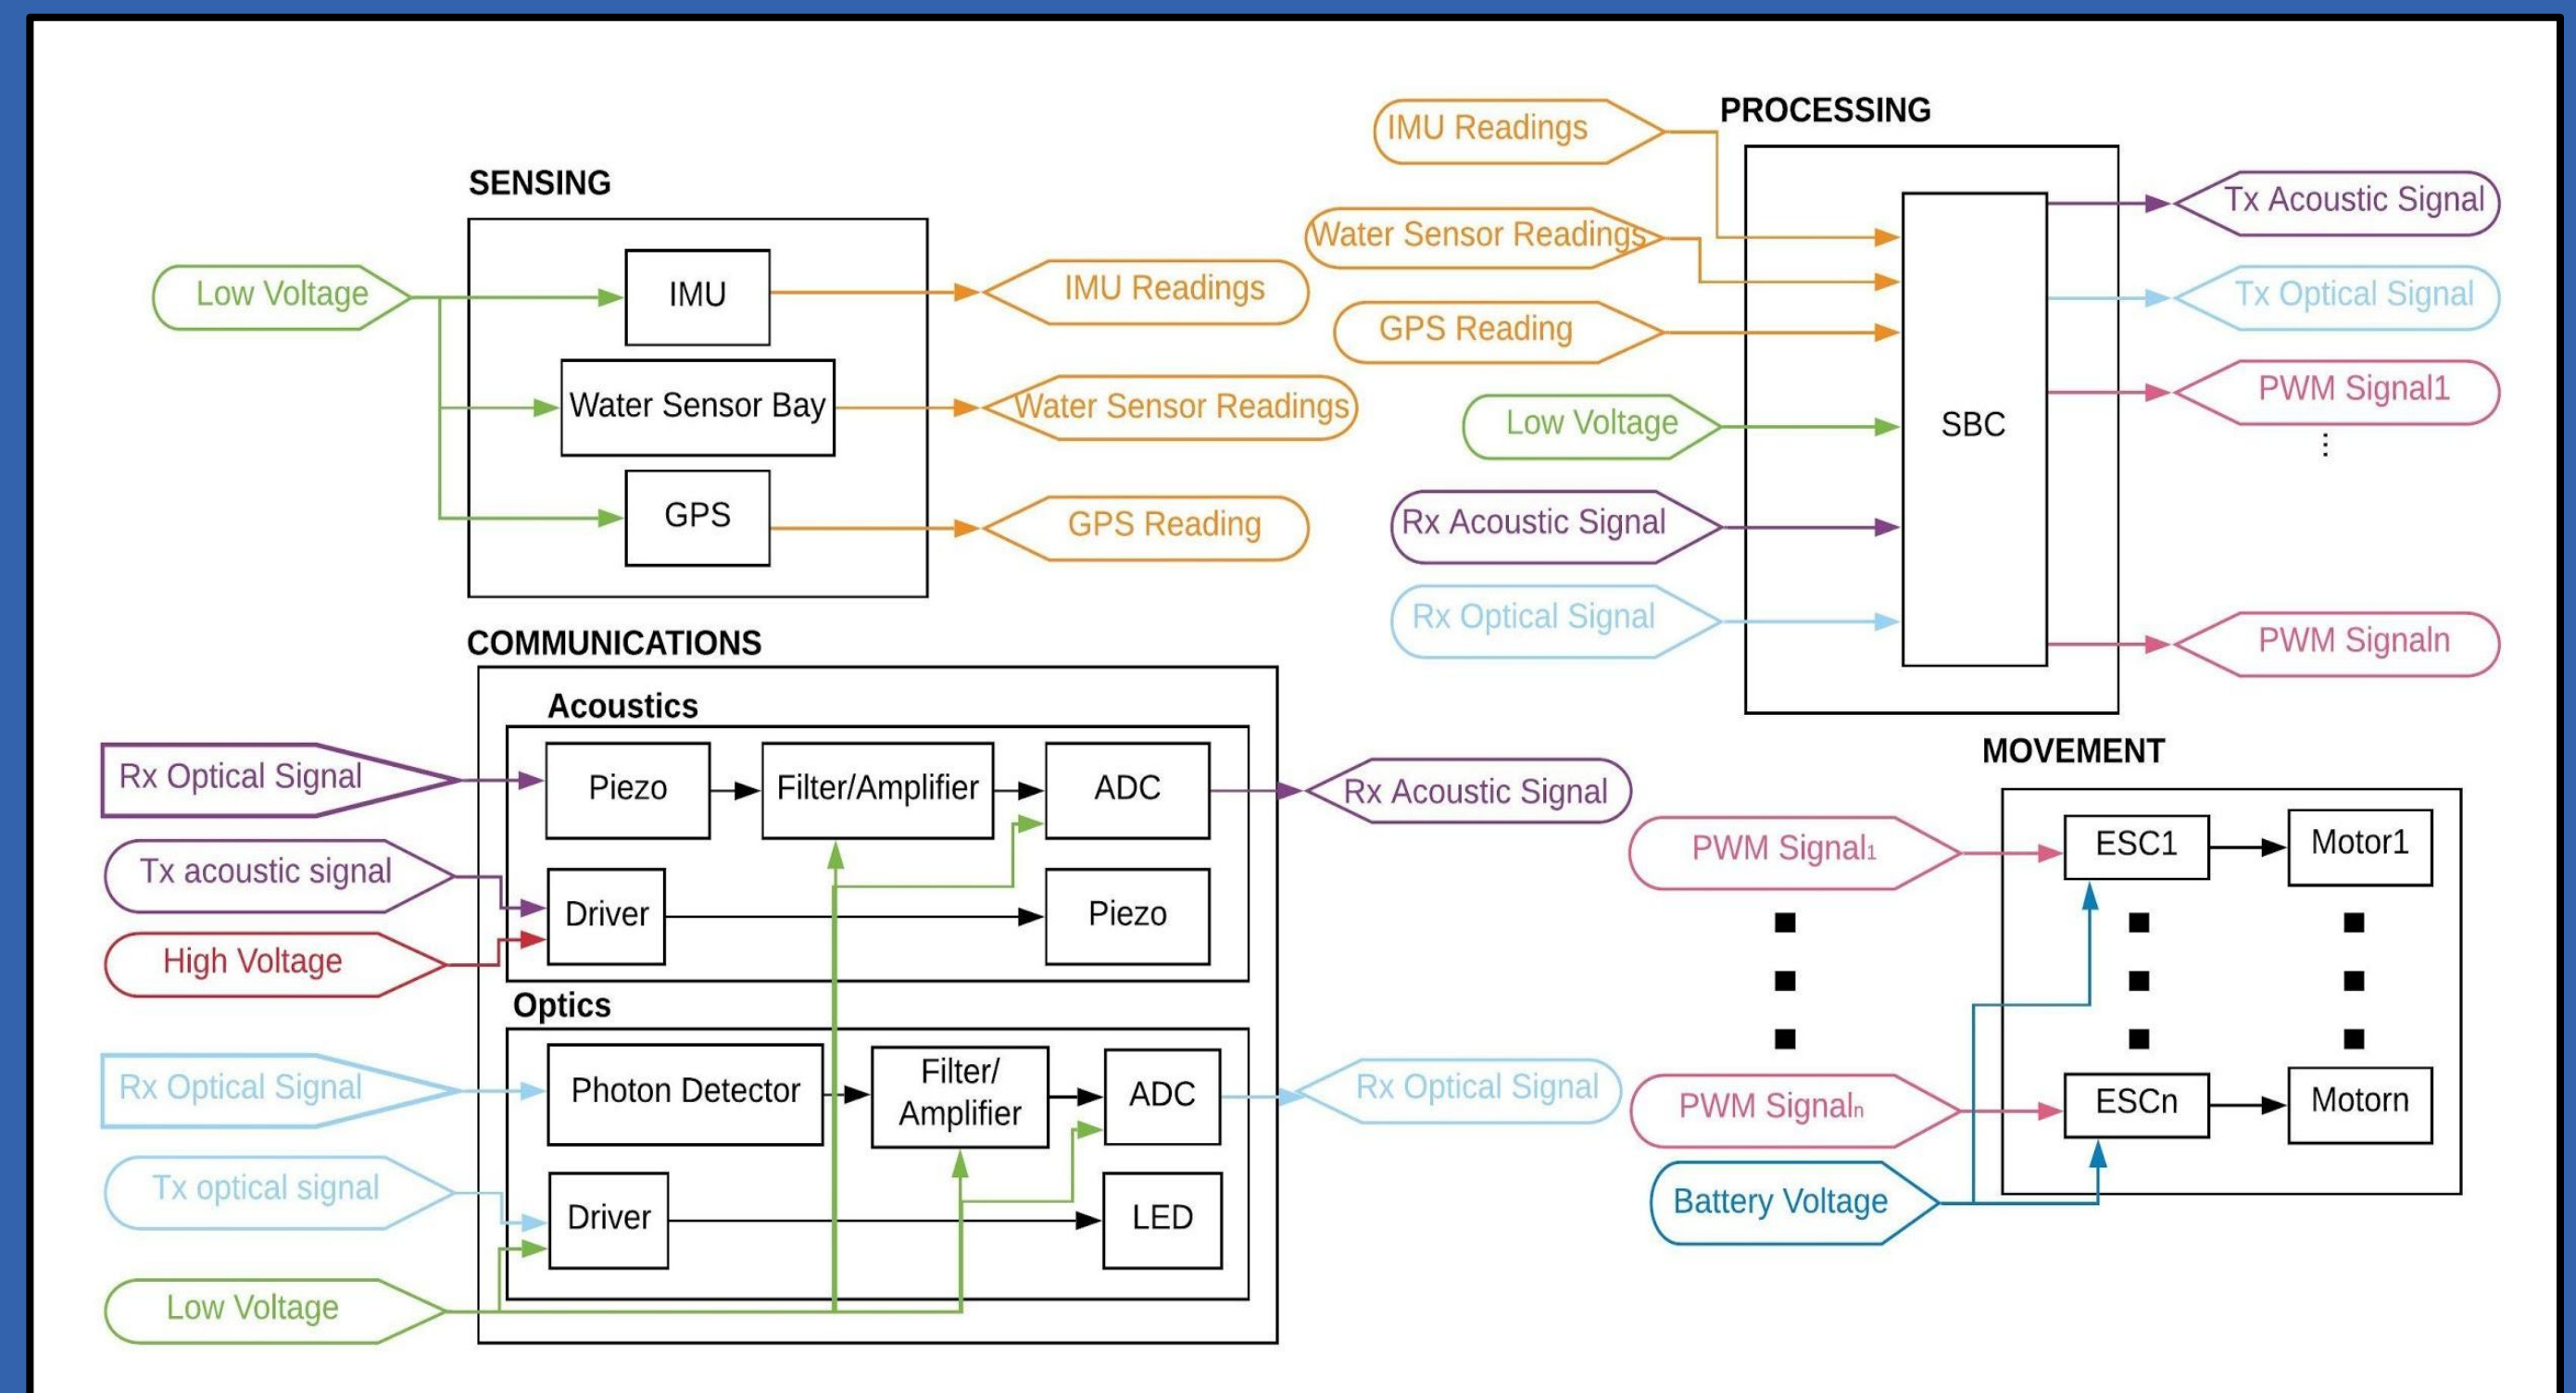 SENSING
Low Voltage
IMU
IMU Readings
Water Sensor Bay
Water Sensor Readings
GPS
GPS Reading
PROCESSING
IMU Readings
Water Sensor Readings
GPS Reading
Low Voltage
Rx Acoustic Signal
Rx Optical Signal
SBC
Tx Acoustic Signal
Tx Optical Signal
PWM Signal1
⋮
PWM Signaln
COMMUNICATIONS
Acoustics
Rx Optical Signal
Piezo
Filter/Amplifier
ADC
Rx Acoustic Signal
Tx acoustic signal
High Voltage
Driver
Piezo
Optics
Rx Optical Signal
Photon Detector
Filter/
Amplifier
ADC
Rx Optical Signal
Tx optical signal
Driver
LED
Low Voltage
MOVEMENT
PWM Signal1
ESC1
Motor1
PWM Signaln
ESCn
Motorn
Battery Voltage